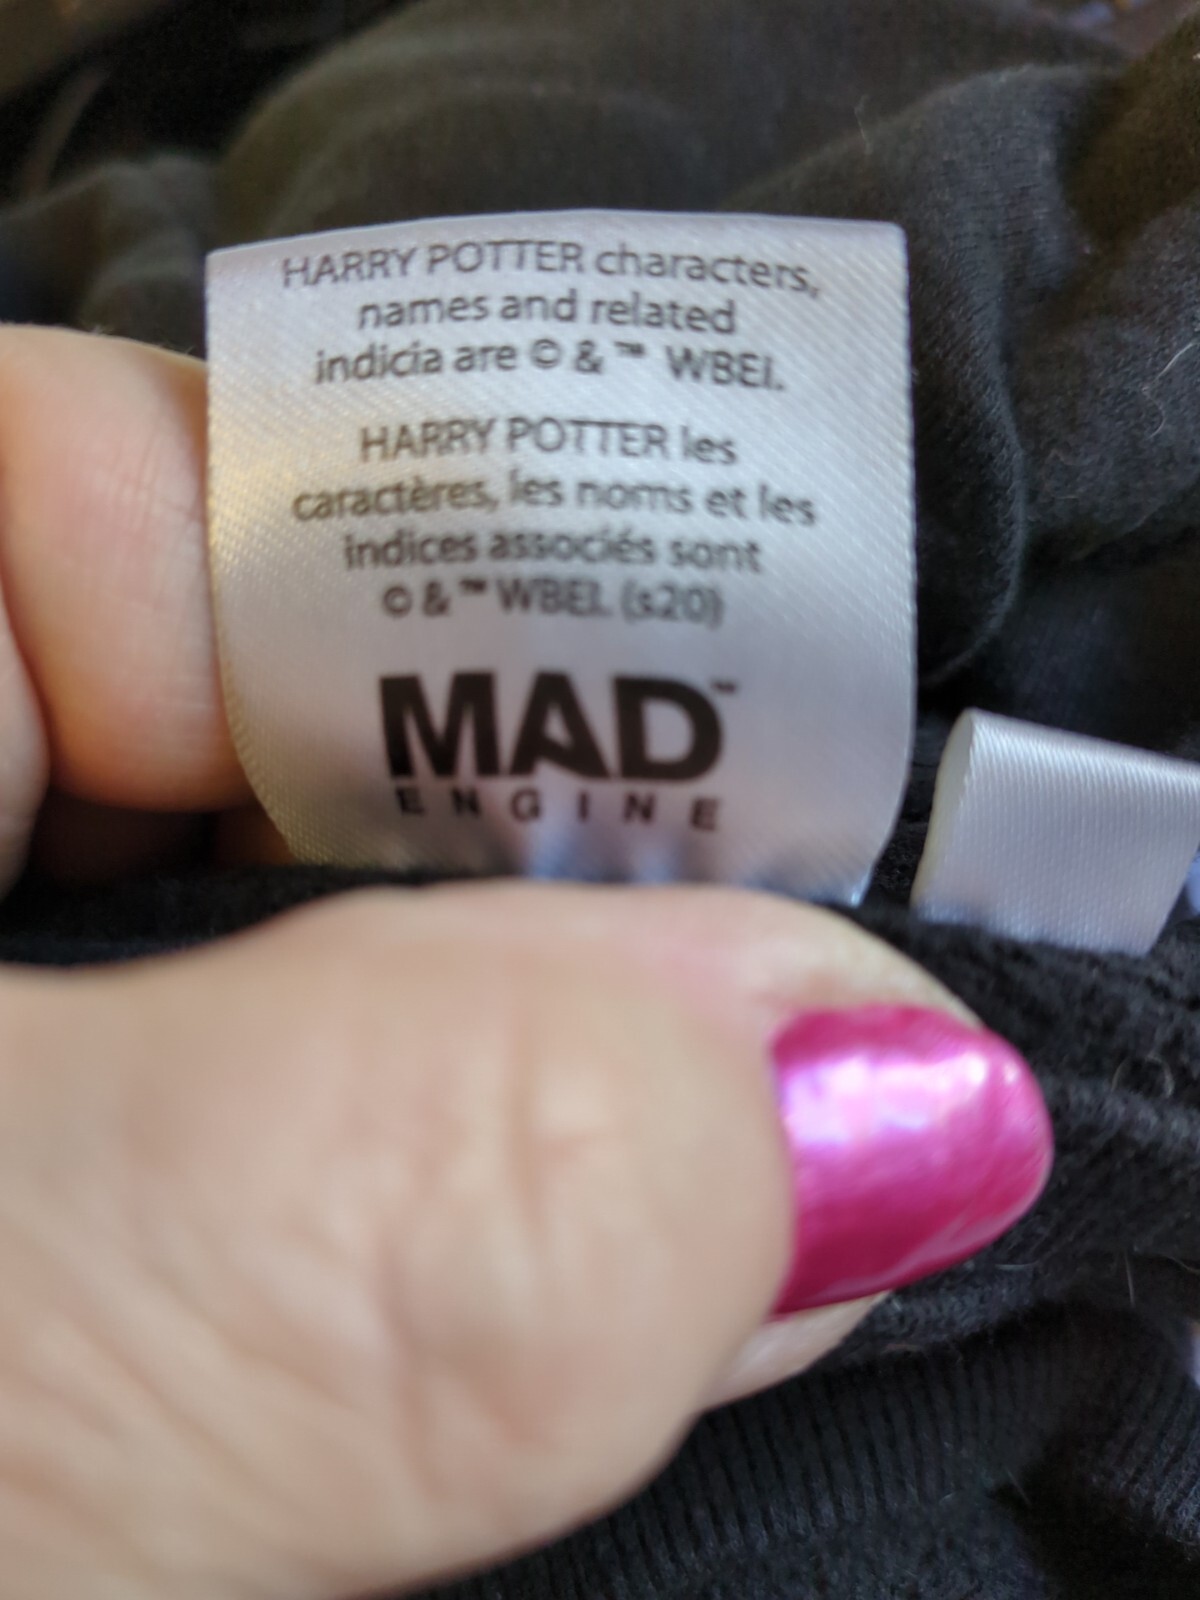 HARRY POTTER characters,
names and related
indicia are © & ™ WBEI.
HARRY POTTER les
caractères, les noms et les
indices associés sont
© & ™ WBEI. (s20)
MAD™
ENGINE